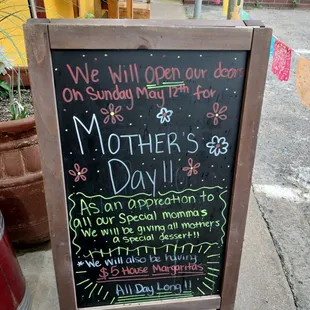 We Will Open our doors
On Sunday May 12th for
MOTHER'S
DAY!!
As an appreation to
all our Special mommas
We will be giving all mothers
a special dessert!!
*We will also be having
$5 House Margaritas
All Day Long!!